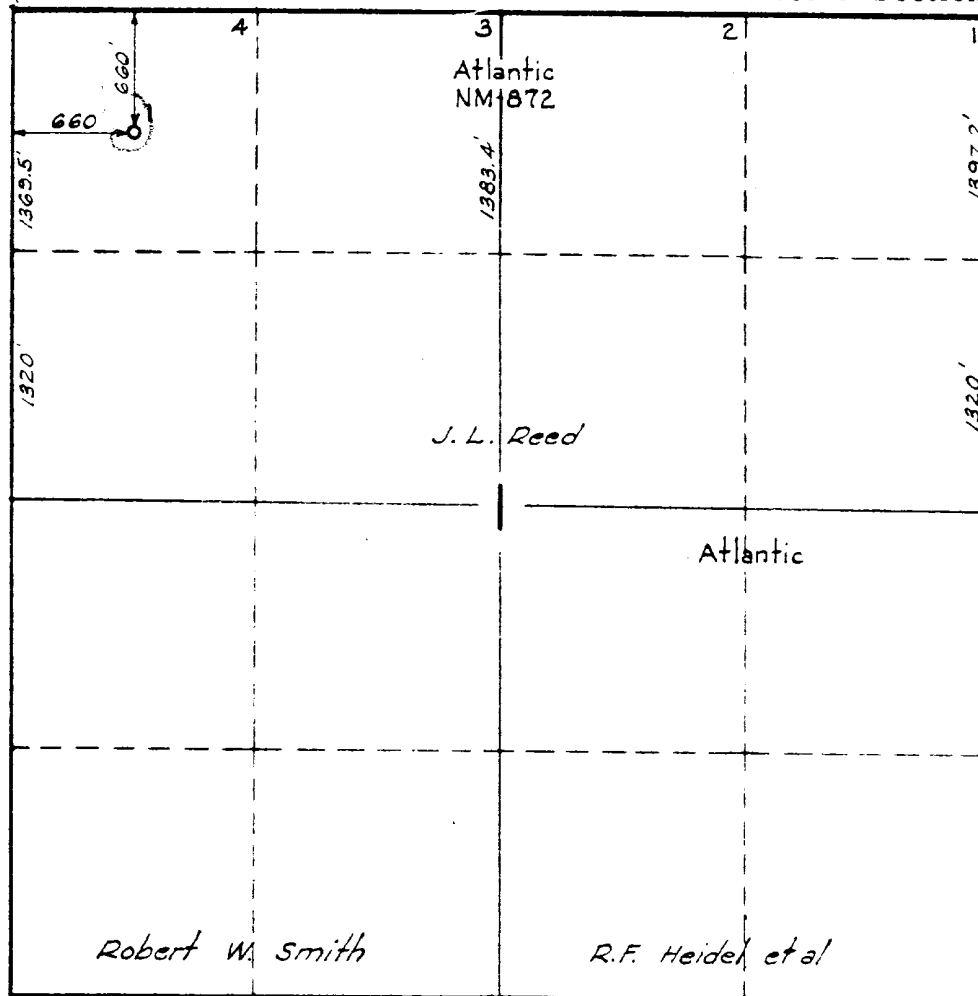 4 3 2 1
Atlantic
NM-872
660'
660
1369.5'
1383.4'
1320'
1320'
J. L. Reed
Atlantic
Robert W. Smith
R.F. Heidel et al